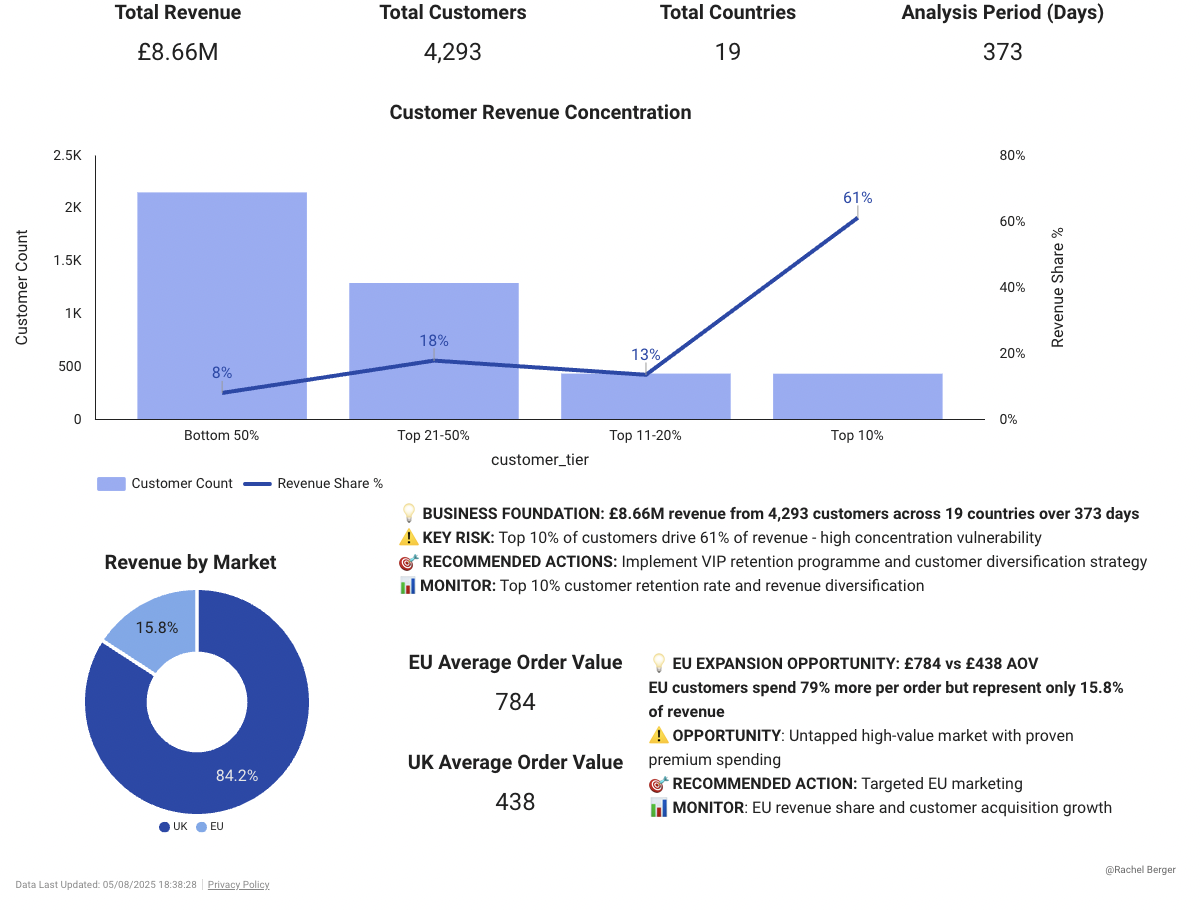 Total Revenue
Total Customers
Total Countries
Analysis Period (Days)
£8.66M
4,293
19
373
Customer Revenue Concentration
2.5K
2K
1.5K
1K
500
0
Customer Count
80%
60%
40%
20%
0%
Revenue Share %
8%
18%
13%
61%
Bottom 50%
Top 21-50%
Top 11-20%
Top 10%
customer_tier
Customer Count
Revenue Share %
💡 BUSINESS FOUNDATION: £8.66M revenue from 4,293 customers across 19 countries over 373 days
⚠️ KEY RISK: Top 10% of customers drive 61% of revenue - high concentration vulnerability
🎯 RECOMMENDED ACTIONS: Implement VIP retention programme and customer diversification strategy
📊 MONITOR: Top 10% customer retention rate and revenue diversification
Revenue by Market
15.8%
84.2%
UK
EU
EU Average Order Value
784
UK Average Order Value
438
💡 EU EXPANSION OPPORTUNITY: £784 vs £438 AOV
EU customers spend 79% more per order but represent only 15.8%
of revenue
⚠️ OPPORTUNITY: Untapped high-value market with proven
premium spending
🎯 RECOMMENDED ACTION: Targeted EU marketing
📊 MONITOR: EU revenue share and customer acquisition growth
@Rachel Berger
Data Last Updated: 05/08/2025 18:38:28
Privacy Policy